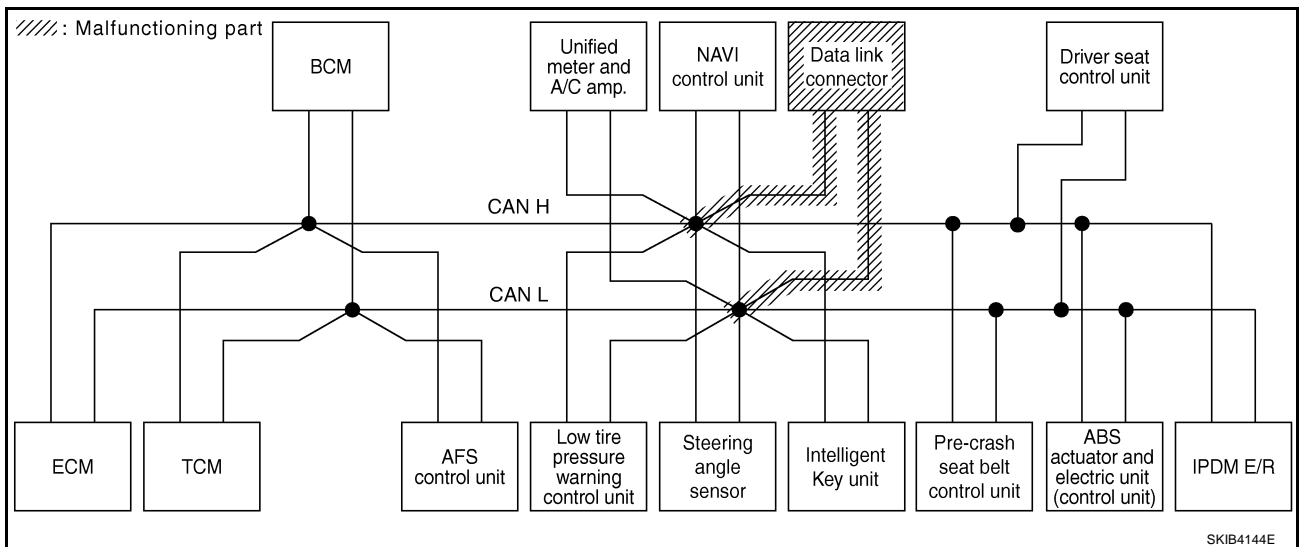 : Malfunctioning part
BCM
Unified
meter and
A/C amp.
NAVI
control unit
Data link
connector
Driver seat
control unit
CAN H
CAN L
ECM
TCM
AFS
control unit
Low tire
pressure
warning
control unit
Steering
angle
sensor
Intelligent
Key unit
Pre-crash
seat belt
control unit
ABS
actuator and
electric unit
(control unit)
IPDM E/R
SKIB4144E